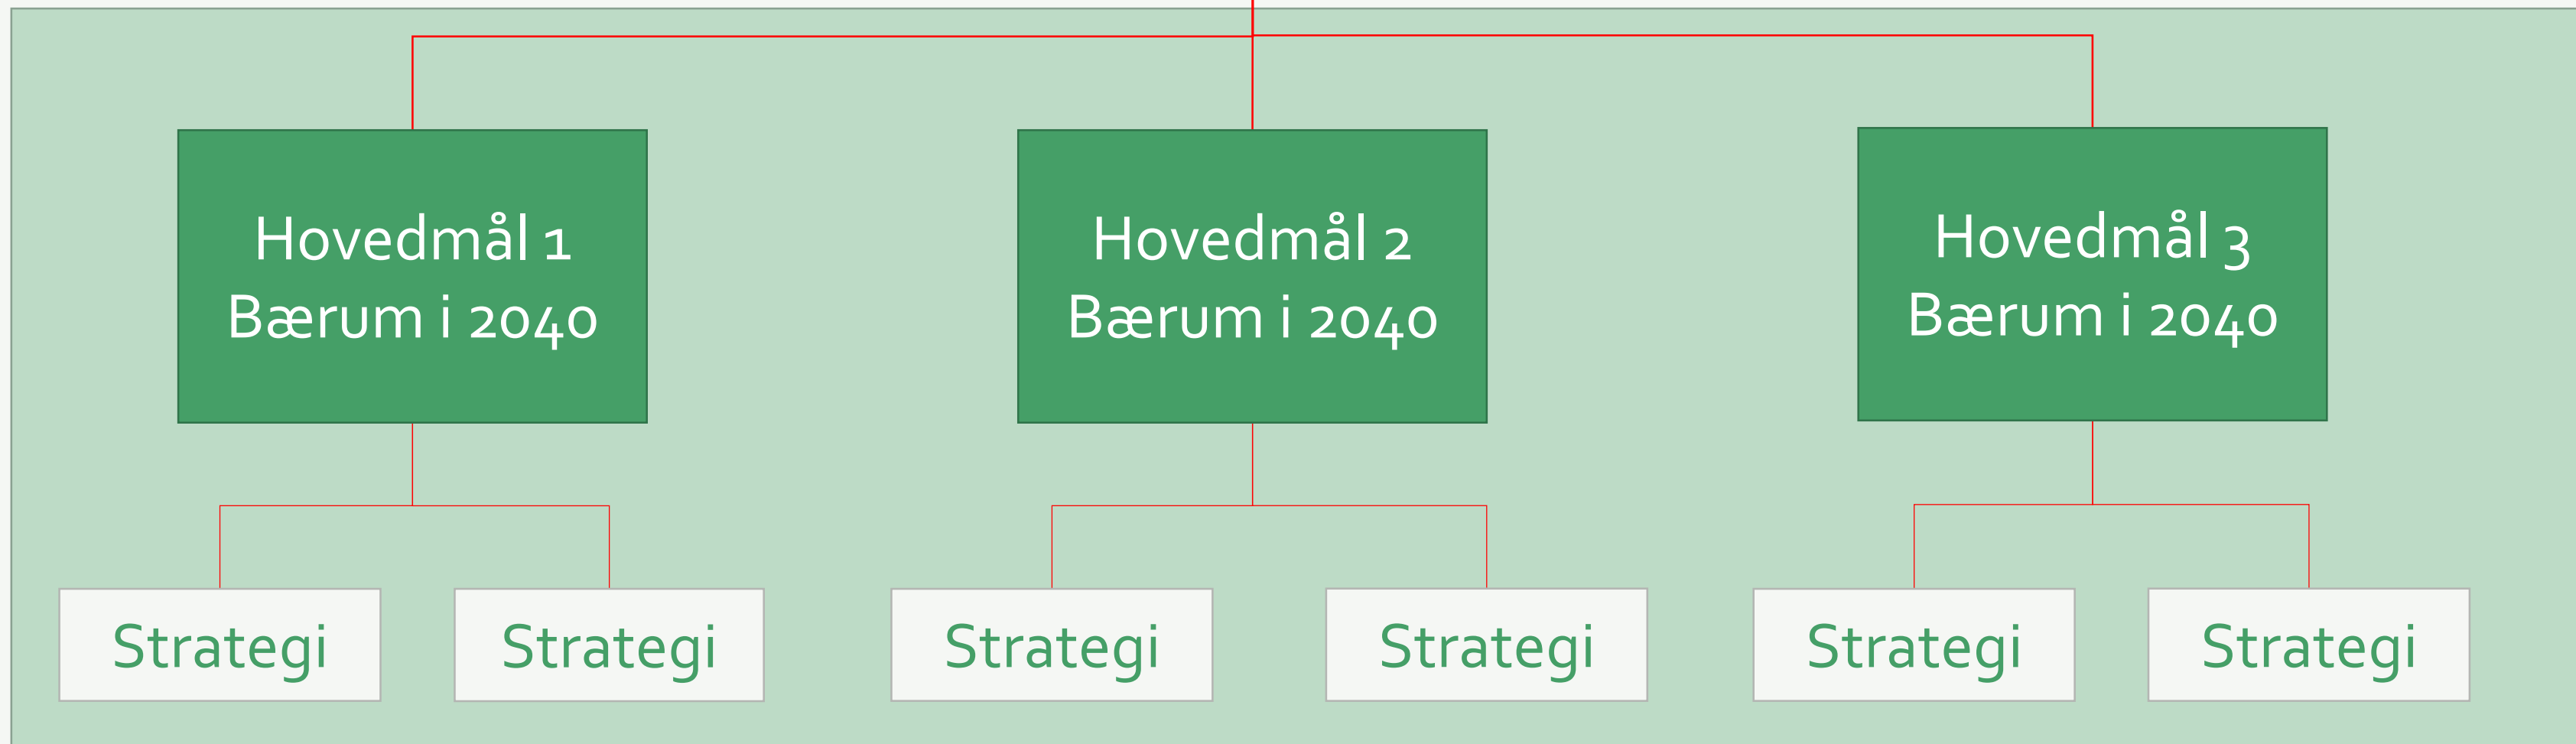 Hovedmål 1
Bærum i 2040
Hovedmål 2
Bærum i 2040
Hovedmål 3
Bærum i 2040
Strategi
Strategi
Strategi
Strategi
Strategi
Strategi